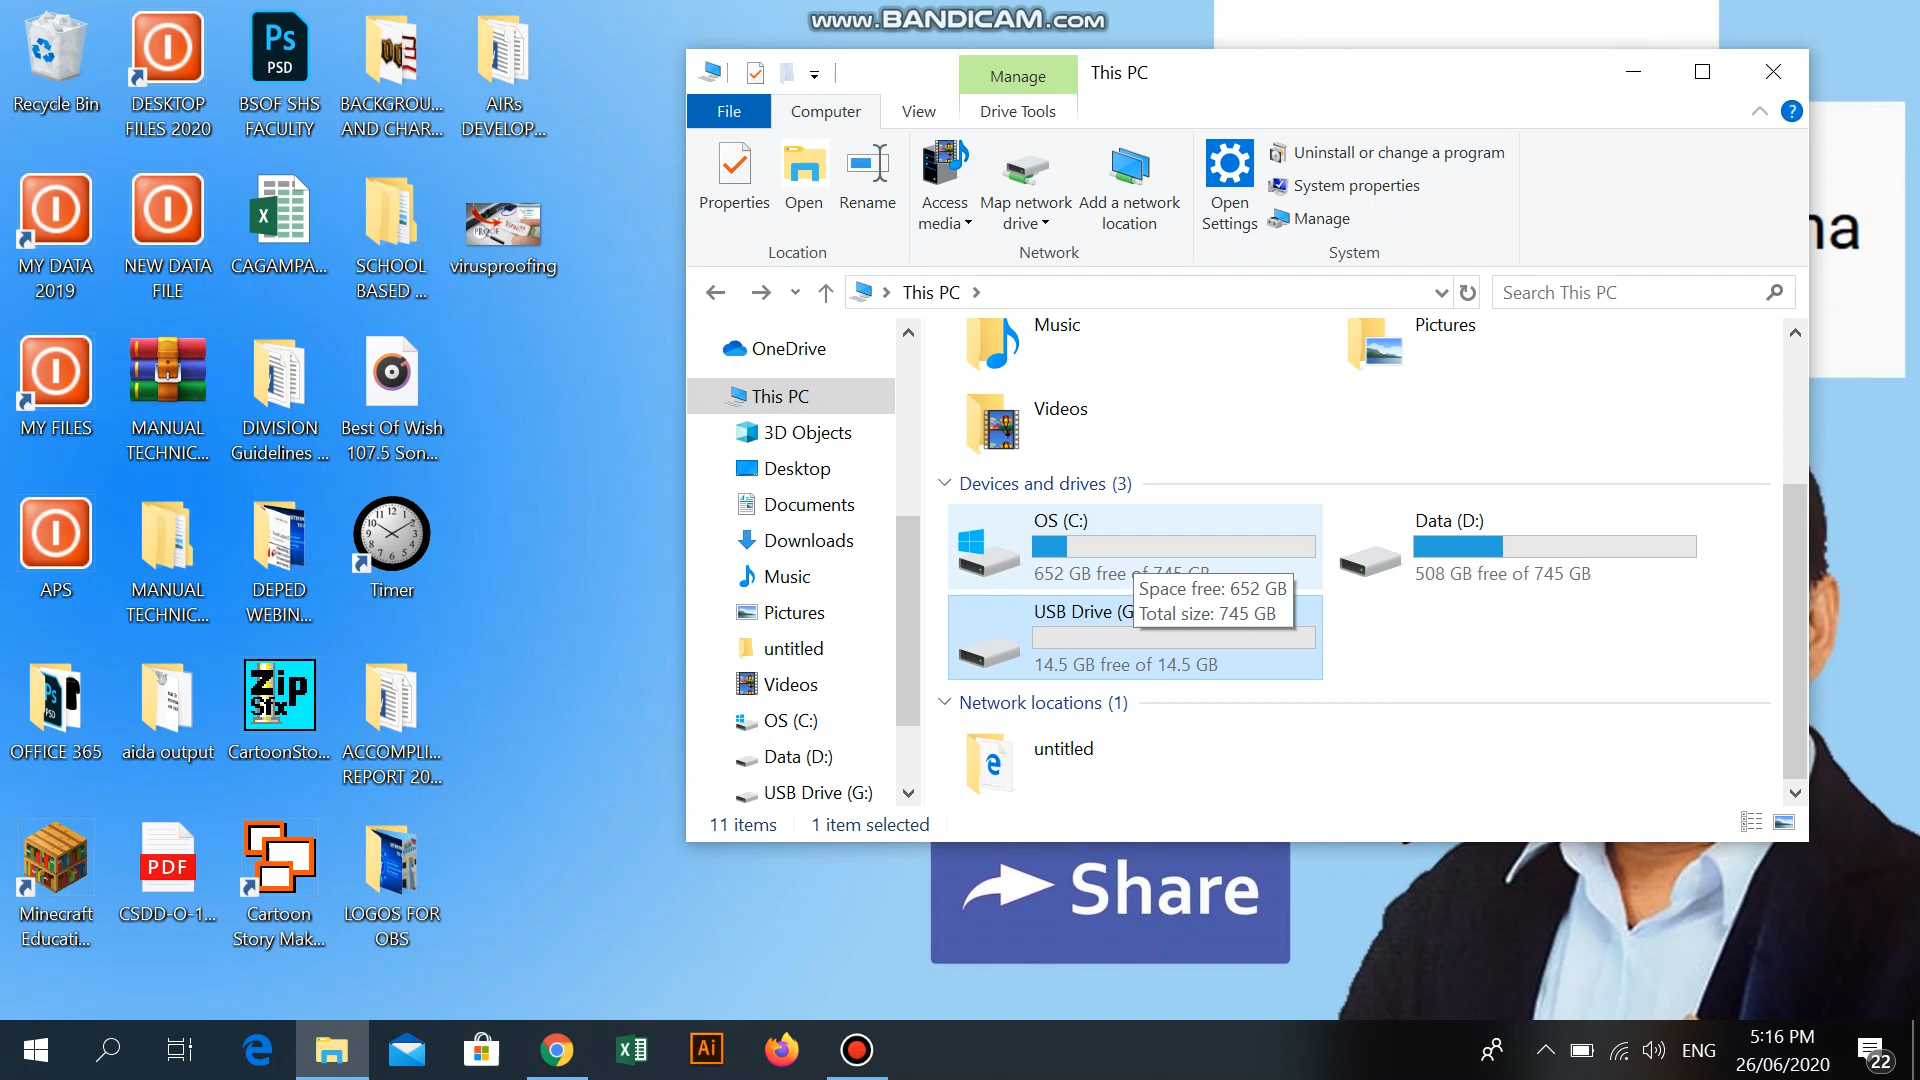 www.BANDICAM.com
Recycle Bin
DESKTOP
FILES 2020
PSD
Ps
BSOF SHS
FACULTY
BACKGROU...
AND CHAR...
AIRs
DEVELOP...
MY DATA
2019
NEW DATA
FILE
CAGAMPA...
SCHOOL
BASED ...
PROOF
virusproofing
MY FILES
MANUAL
TECHNIC...
DIVISION
Guidelines ...
Best Of Wish
107.5 Son...
APS
MANUAL
TECHNIC...
DEPED
WEBIN...
Timer
OFFICE 365
aida output
Zip
Sfx
CartoonSto...
ACCOMPLI...
REPORT 20...
Minecraft
Educati...
PDF
CSDD-O-1...
Cartoon
Story Mak...
LOGOS FOR
OBS
Manage
This PC
File
Computer
View
Drive Tools
Properties
Open
Rename
Access
media
Map network
drive
Add a network
location
Open
Settings
Uninstall or change a program
System properties
Manage
Location
Network
System
This PC
Search This PC
OneDrive
This PC
3D Objects
Desktop
Documents
Downloads
Music
Pictures
untitled
Videos
OS (C:)
Data (D:)
USB Drive (G:)
Music
Pictures
Videos
Devices and drives (3)
OS (C:)
652 GB free of 745 GB
Data (D:)
508 GB free of 745 GB
Space free: 652 GB
Total size: 745 GB
USB Drive (G
14.5 GB free of 14.5 GB
Network locations (1)
untitled
11 items
1 item selected
Share
5:16 PM
ENG
26/06/2020
22